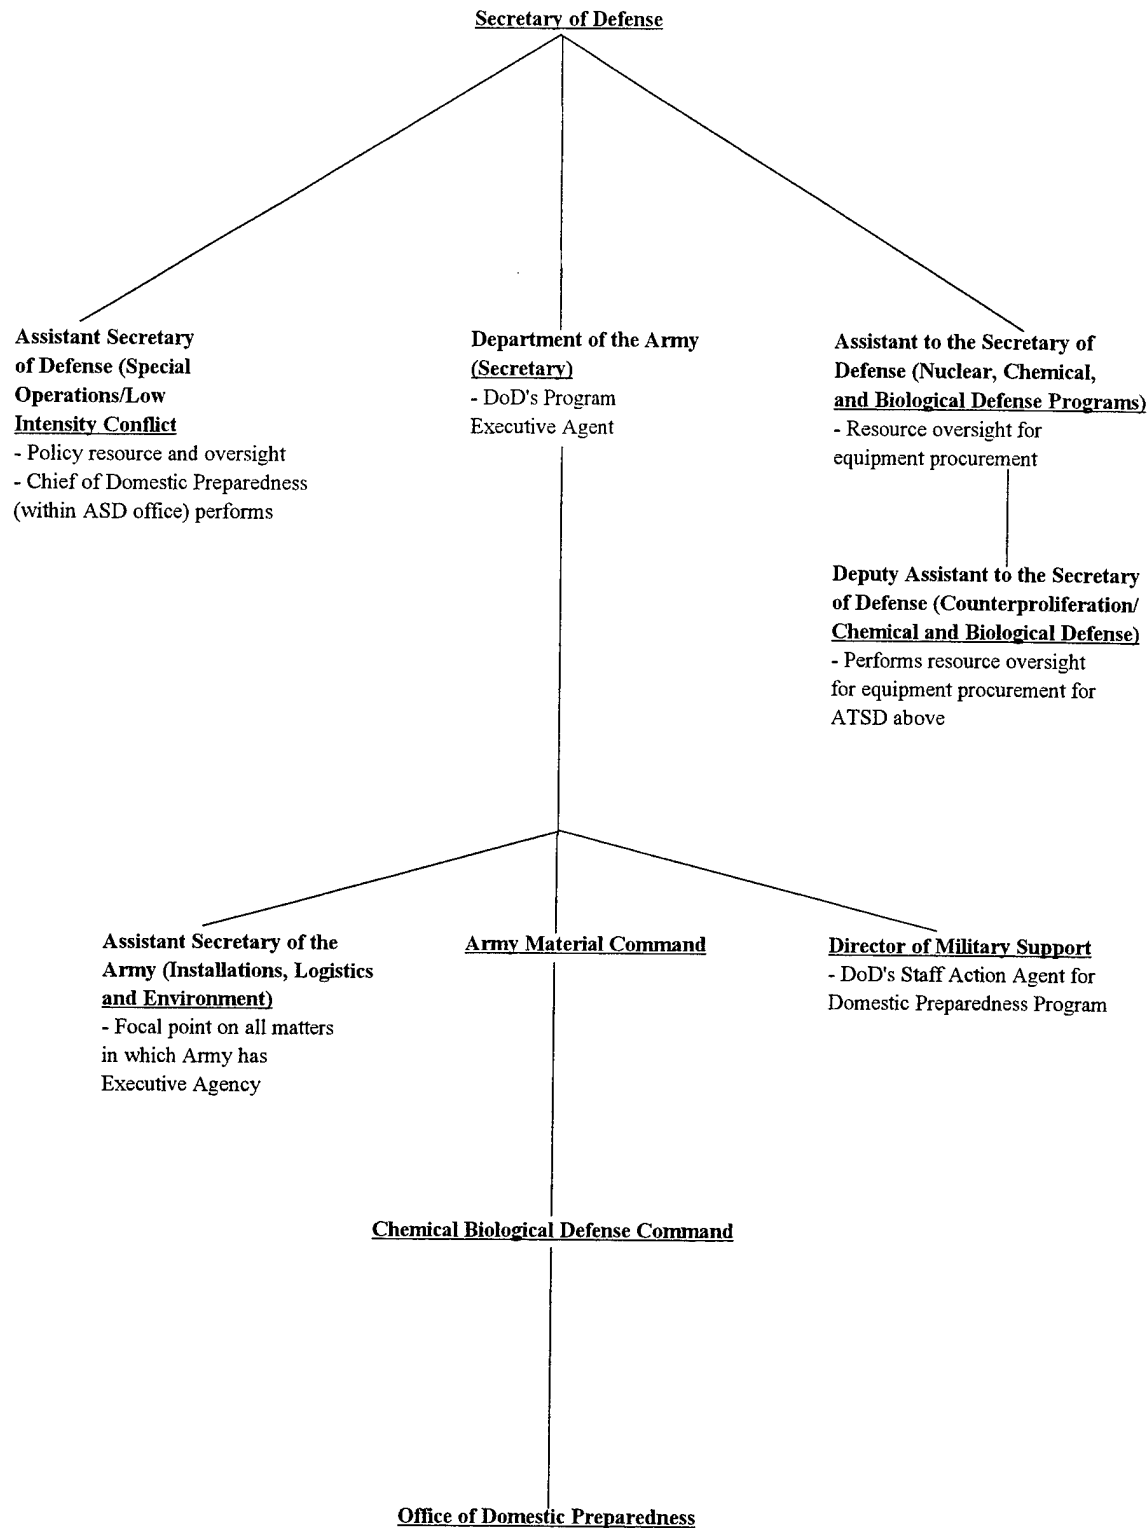 Secretary of Defense
Assistant Secretary
of Defense (Special
Operations/Low
Intensity Conflict
- Policy resource and oversight
- Chief of Domestic Preparedness
(within ASD office) performs
Department of the Army
(Secretary)
- DoD's Program
Executive Agent
Assistant to the Secretary of
Defense (Nuclear, Chemical,
and Biological Defense Programs)
- Resource oversight for
equipment procurement
Deputy Assistant to the Secretary
of Defense (Counterproliferation/
Chemical and Biological Defense)
- Performs resource oversight
for equipment procurement for
ATSD above
Assistant Secretary of the
Army (Installations, Logistics
and Environment)
- Focal point on all matters
in which Army has
Executive Agency
Army Material Command
Director of Military Support
- DoD's Staff Action Agent for
Domestic Preparedness Program
Chemical Biological Defense Command
Office of Domestic Preparedness